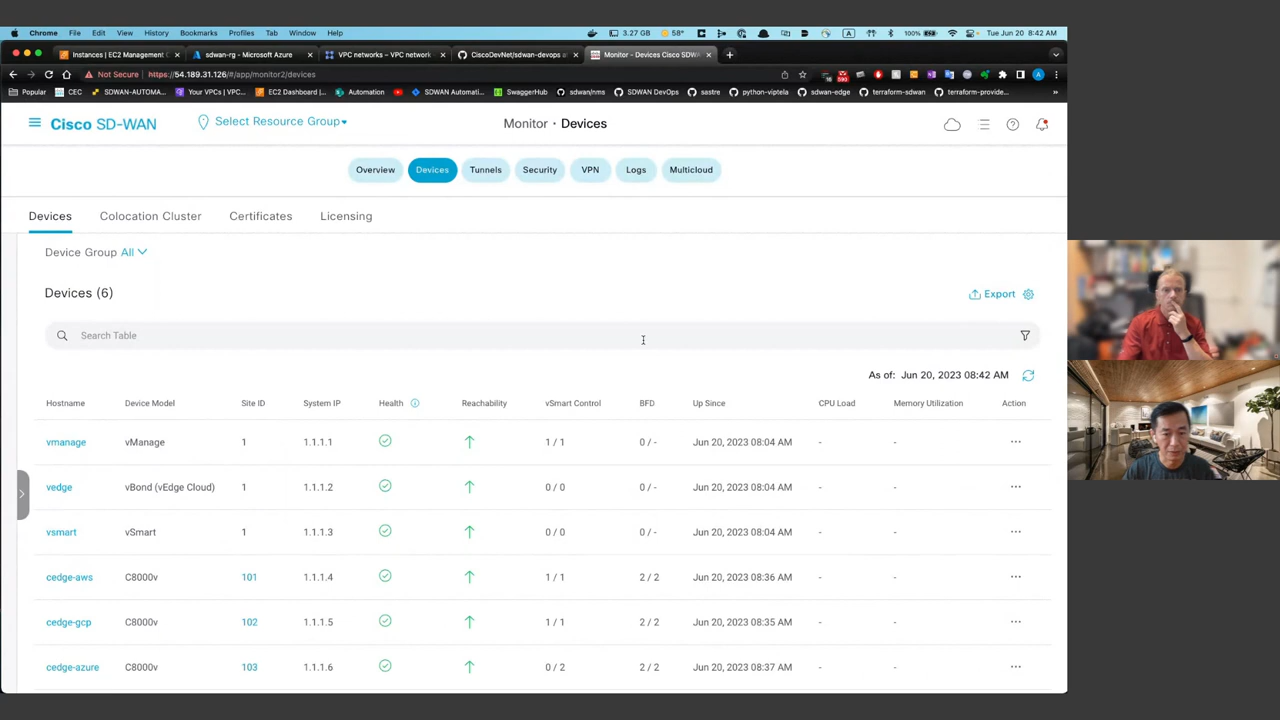 Chrome File Edit View History Bookmarks Profiles Tab Window Help 3.27 GB 58° A 100% Tue Jun 20 8:42 AM
Instances | EC2 Management C sdwan-rg - Microsoft Azure VPC networks – VPC network CiscoDevNet/sdwan-devops Monitor - Devices Cisco SDW
Not Secure https://54.189.31.126/#/app/monitor2/devices
Popular CEC SDWAN-AUTOMA... Your VPCs | VPC... EC2 Dashboard |... Automation SDWAN Automati... SwaggerHub sdwan/nms SDWAN DevOps sastre python-viptela sdwan-edge terraform-sdwan terraform-provide...
Cisco SD-WAN Select Resource Group Monitor · Devices
Overview Devices Tunnels Security VPN Logs Multicloud
Devices Colocation Cluster Certificates Licensing
Device Group All
Devices (6) Export
Search Table
As of: Jun 20, 2023 08:42 AM
Hostname Device Model Site ID System IP Health Reachability vSmart Control BFD Up Since CPU Load Memory Utilization Action
vmanage vManage 1 1.1.1.1 1 / 1 0 / - Jun 20, 2023 08:04 AM - - ...
vedge vBond (vEdge Cloud) 1 1.1.1.2 0 / 0 0 / - Jun 20, 2023 08:04 AM - - ...
vsmart vSmart 1 1.1.1.3 0 / 0 0 / - Jun 20, 2023 08:04 AM - - ...
cedge-aws C8000v 101 1.1.1.4 1 / 1 2 / 2 Jun 20, 2023 08:36 AM - - ...
cedge-gcp C8000v 102 1.1.1.5 1 / 1 2 / 2 Jun 20, 2023 08:35 AM - - ...
cedge-azure C8000v 103 1.1.1.6 0 / 2 2 / 2 Jun 20, 2023 08:37 AM - - ...